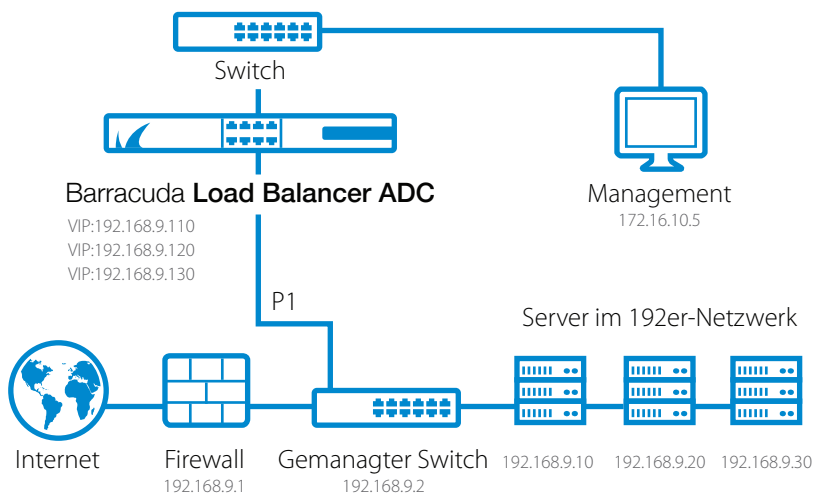 Switch
Barracuda Load Balancer ADC
VIP:192.168.9.110
VIP:192.168.9.120
VIP:192.168.9.130
Management
172.16.10.5
P1
Server im 192er-Netzwerk
Internet
Firewall
192.168.9.1
Gemanagter Switch
192.168.9.2
192.168.9.10
192.168.9.20
192.168.9.30